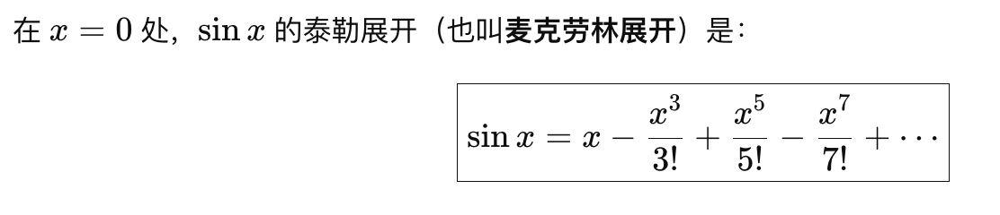 在 x = 0 处，sin x 的泰勒展开（也叫麦克劳林展开）是：
sin x = x − x³/3! + x⁵/5! − x⁷/7! + ⋯